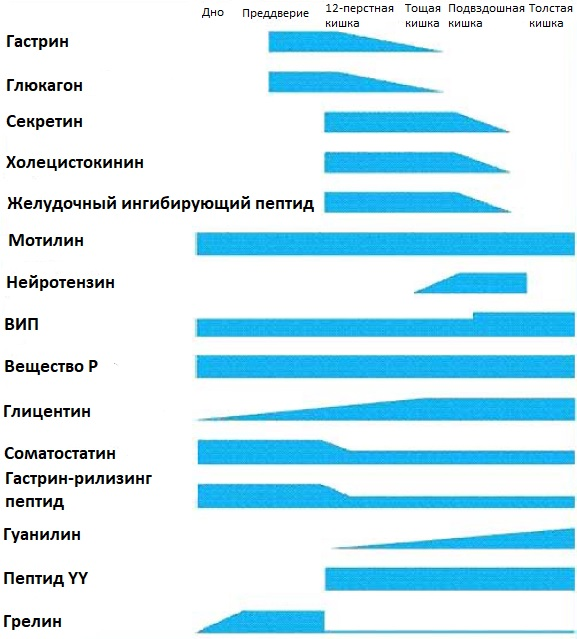 Дно Преддверие 12-перстная кишка Тощая кишка Подвздошная кишка Толстая кишка
Гастрин
Глюкагон
Секретин
Холецистокинин
Желудочный ингибирующий пептид
Мотилин
Нейротензин
ВИП
Вещество Р
Глицентин
Соматостатин
Гастрин-рилизинг
пептид
Гуанилин
Пептид YY
Грелин